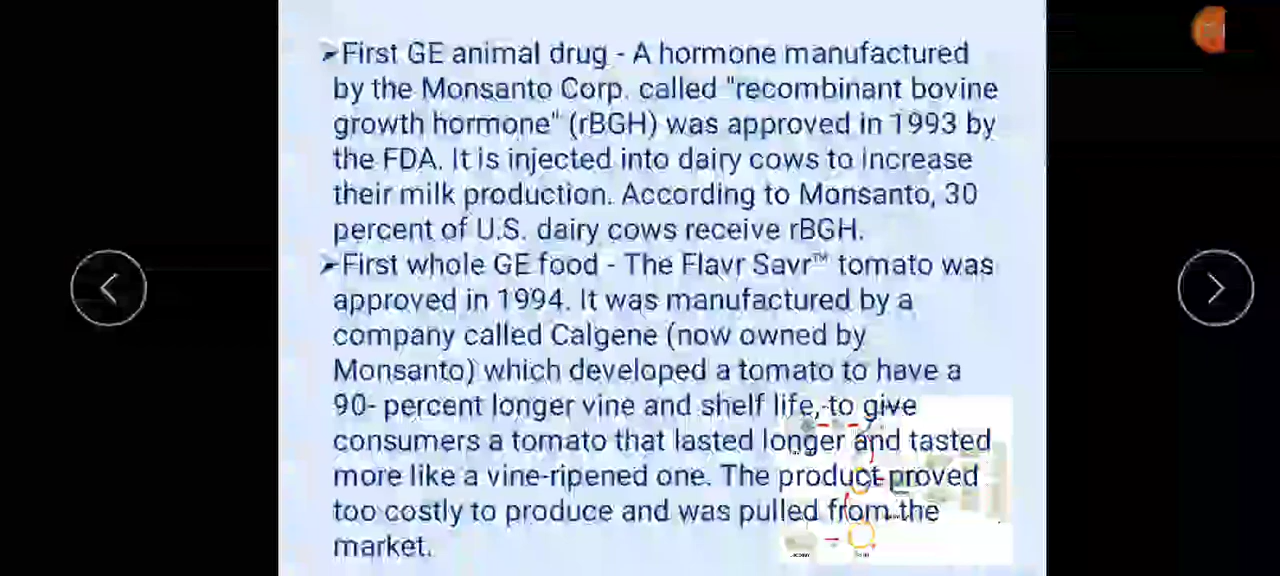 ➢First GE animal drug - A hormone manufactured
by the Monsanto Corp. called "recombinant bovine
growth hormone" (rBGH) was approved in 1993 by
the FDA. It is injected into dairy cows to increase
their milk production. According to Monsanto, 30
percent of U.S. dairy cows receive rBGH.
➢First whole GE food - The Flavr Savr™ tomato was
approved in 1994. It was manufactured by a
company called Calgene (now owned by
Monsanto) which developed a tomato to have a
90- percent longer vine and shelf life, to give
consumers a tomato that lasted longer and tasted
more like a vine-ripened one. The product proved
too costly to produce and was pulled from the
market.